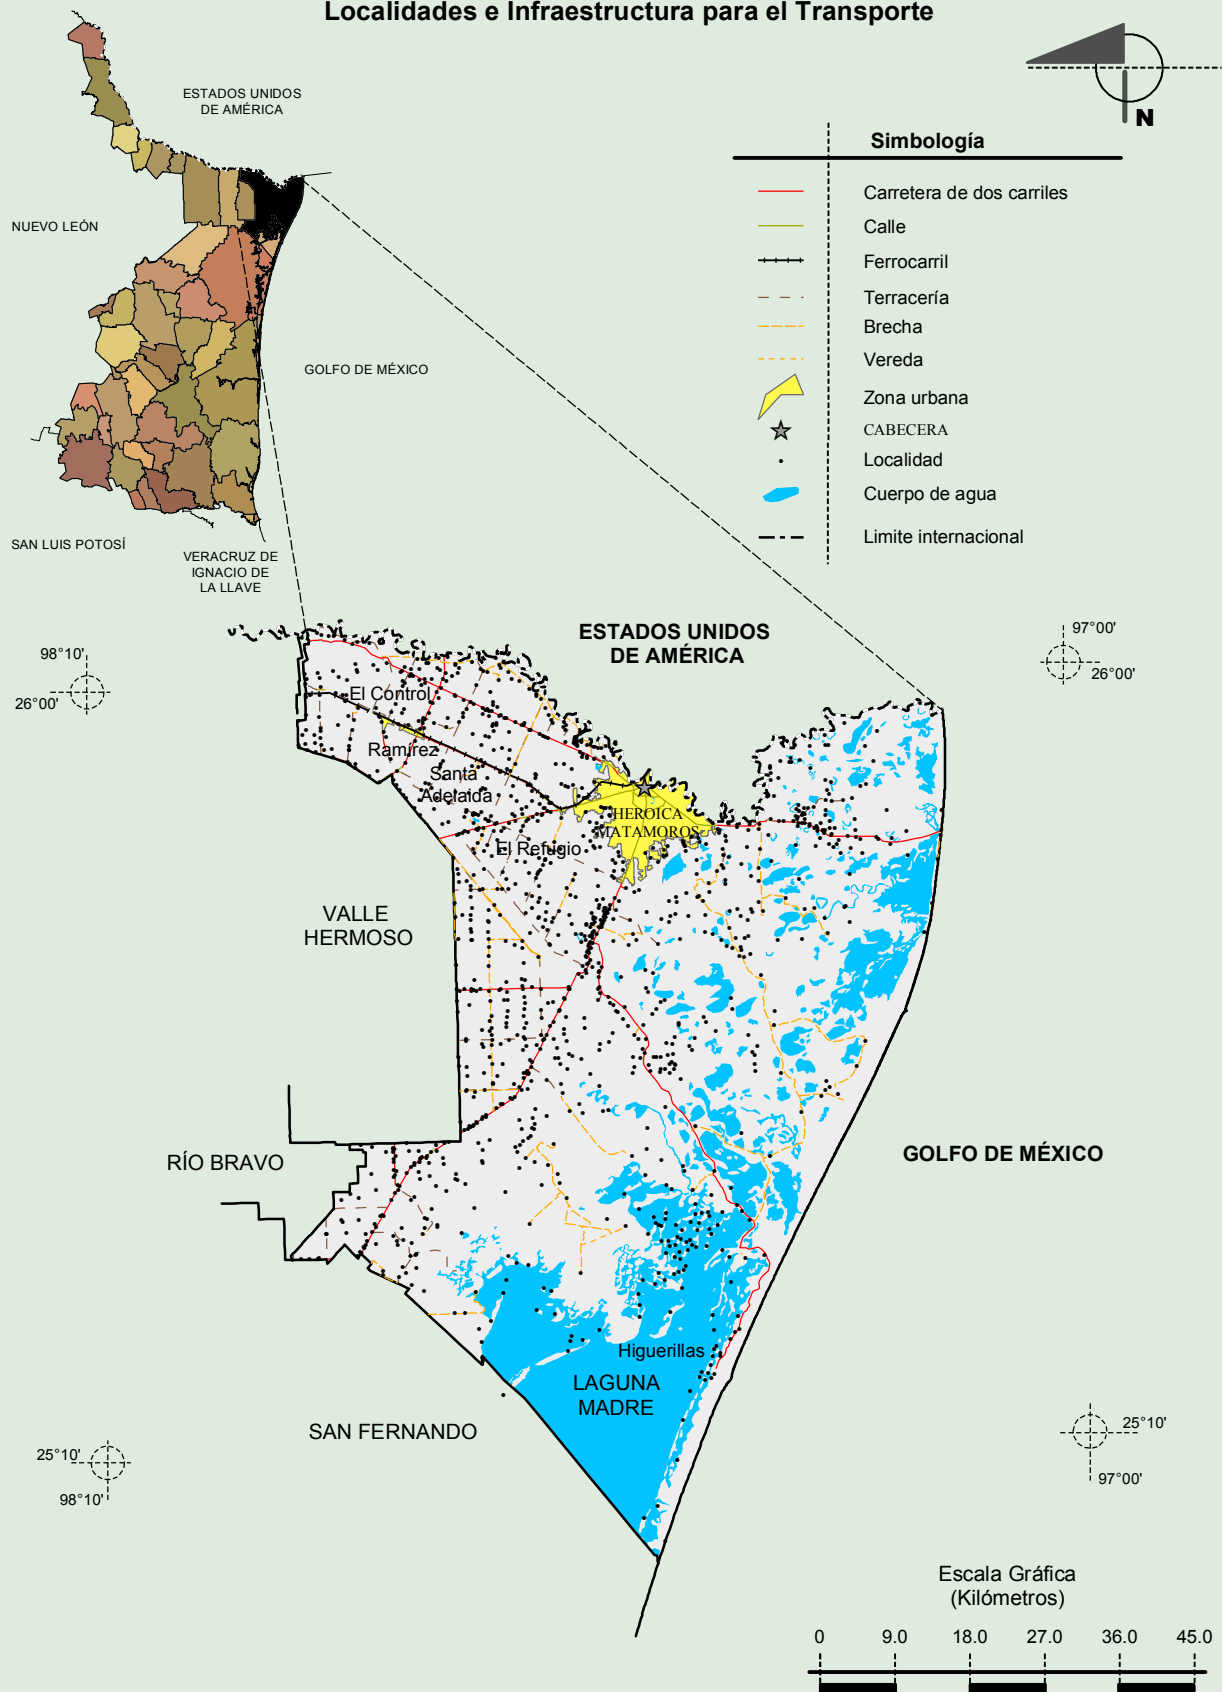 Localidades e Infraestructura para el Transporte
N
ESTADOS UNIDOS
DE AMÉRICA
NUEVO LEÓN
GOLFO DE MÉXICO
SAN LUIS POTOSÍ
VERACRUZ DE
IGNACIO DE
LA LLAVE
Simbología
Carretera de dos carriles
Calle
Ferrocarril
Terracería
Brecha
Vereda
Zona urbana
CABECERA
Localidad
Cuerpo de agua
Limite internacional
98°10'
26°00'
ESTADOS UNIDOS
DE AMÉRICA
97°00'
26°00'
El Control
Ramírez
Santa
Adelaida
HEROICA
MATAMOROS
El Refugio
VALLE
HERMOSO
RÍO BRAVO
GOLFO DE MÉXICO
Higuerillas
LAGUNA
MADRE
SAN FERNANDO
25°10'
98°10'
25°10'
97°00'
Escala Gráfica
(Kilómetros)
0 9.0 18.0 27.0 36.0 45.0